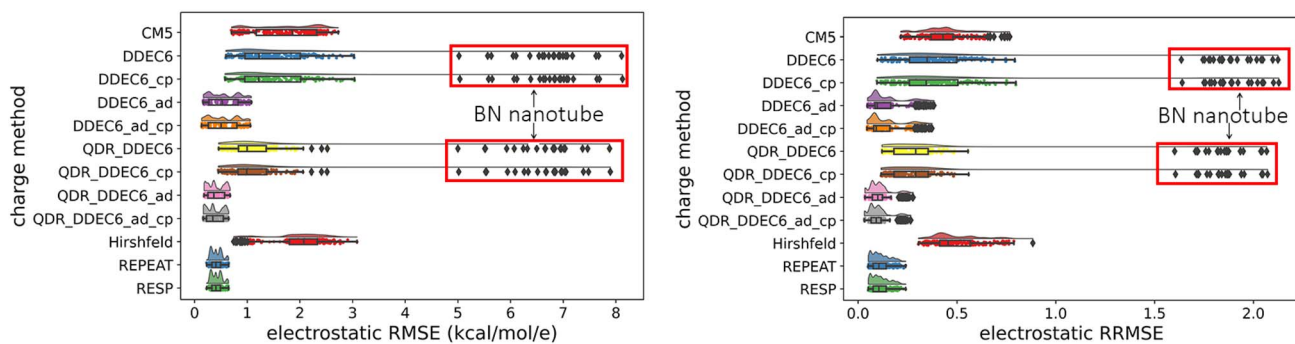 charge method
CM5
DDEC6
DDEC6_cp
DDEC6_ad
DDEC6_ad_cp
QDR_DDEC6
QDR_DDEC6_cp
QDR_DDEC6_ad
QDR_DDEC6_ad_cp
Hirshfeld
REPEAT
RESP
BN nanotube
0 1 2 3 4 5 6 7 8
electrostatic RMSE (kcal/mol/e)
charge method
CM5
DDEC6
DDEC6_cp
DDEC6_ad
DDEC6_ad_cp
QDR_DDEC6
QDR_DDEC6_cp
QDR_DDEC6_ad
QDR_DDEC6_ad_cp
Hirshfeld
REPEAT
RESP
BN nanotube
0.0 0.5 1.0 1.5 2.0
electrostatic RRMSE